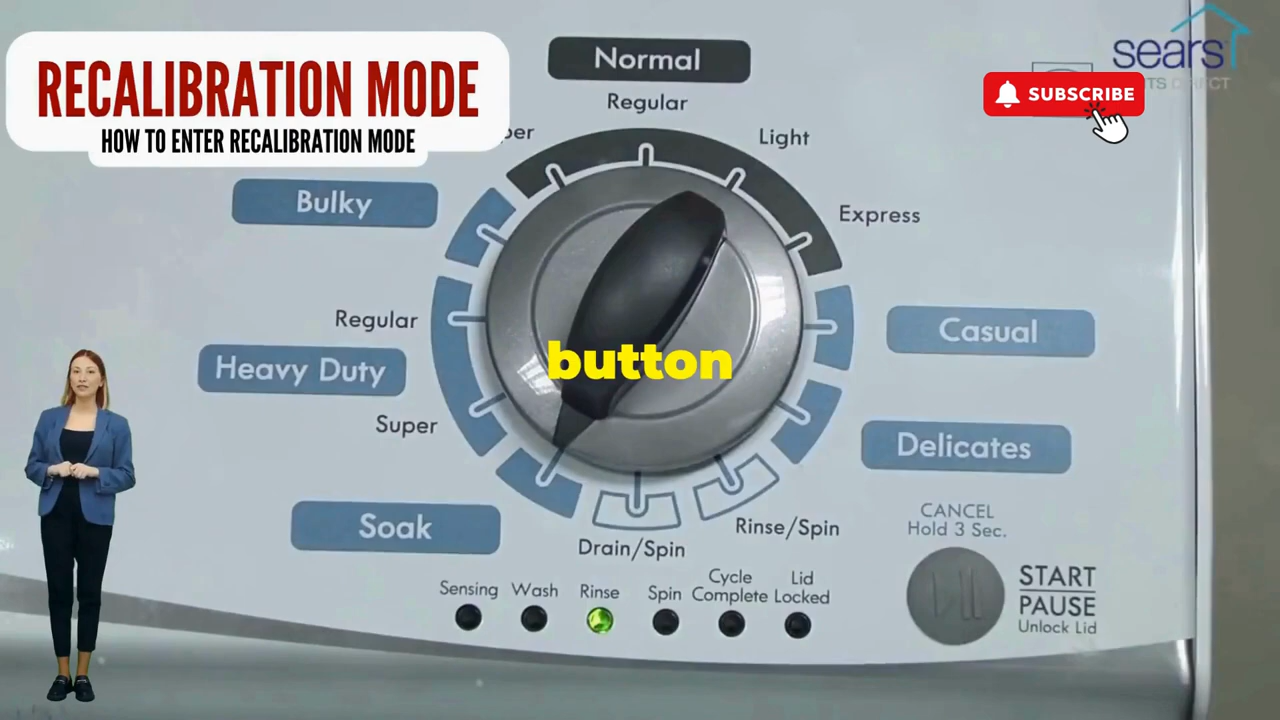 RECALIBRATION MODE
HOW TO ENTER RECALIBRATION MODE
sears
SUBSCRIBE
Normal
Regular
Light
Express
Bulky
Regular
Heavy Duty
Super
Casual
Delicates
button
Soak
Drain/Spin
Rinse/Spin
CANCEL
Hold 3 Sec.
START
PAUSE
Unlock Lid
Sensing
Wash
Rinse
Spin
Cycle
Complete
Lid
Locked